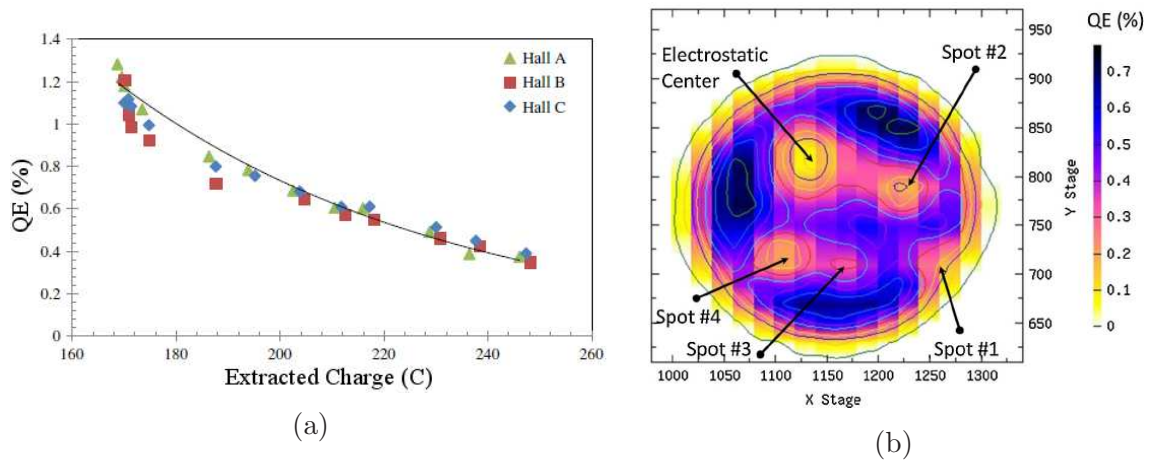 (a)
1.4
1.2
1
0.8
0.6
0.4
0.2
0
QE (%)
160
180
200
220
240
260
Extracted Charge (C)
Hall A
Hall B
Hall C
(b)
950
900
850
800
750
700
650
Y Stage
1000
1050
1100
1150
1200
1250
1300
X Stage
Electrostatic
Center
Spot #2
Spot #4
Spot #3
Spot #1
QE (%)
0.7
0.6
0.5
0.4
0.3
0.2
0.1
0